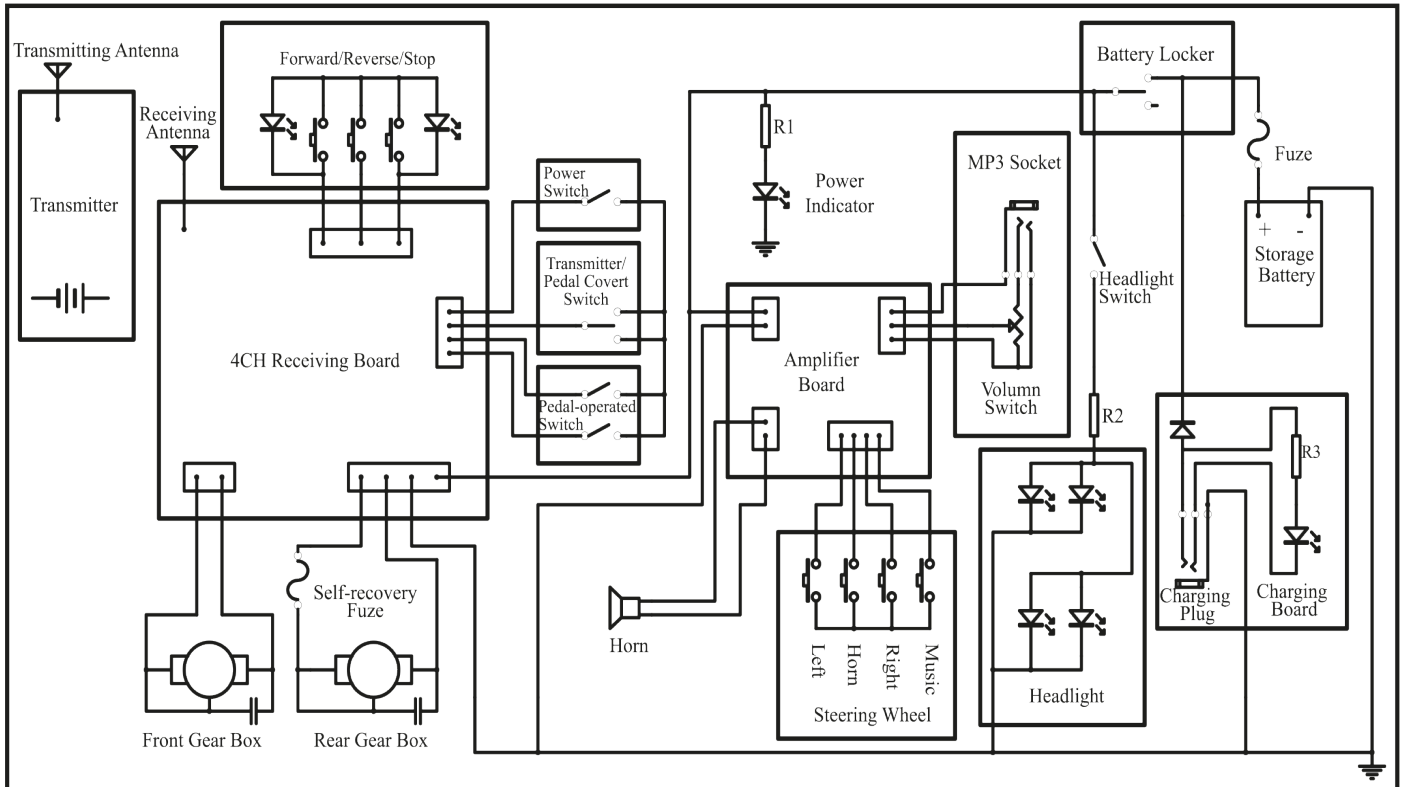 Transmitting Antenna
Transmitter
Receiving
Antenna
Forward/Reverse/Stop
4CH Receiving Board
Power
Switch
Transmitter/
Pedal Covert
Switch
Pedal-operated
Switch
Self-recovery
Fuze
Front Gear Box
Rear Gear Box
R1
Power
Indicator
Amplifier
Board
Horn
Left
Horn
Right
Music
Steering Wheel
MP3 Socket
Volumn
Switch
Battery Locker
Fuze
+
-
Storage
Battery
Headlight
Switch
R2
Headlight
R3
Charging
Plug
Charging
Board